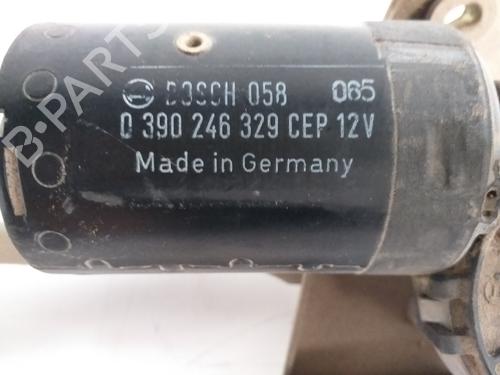 B-PARTS
BOSCH 058 065
0 390 246 329 CEP 12V
Made in Germany